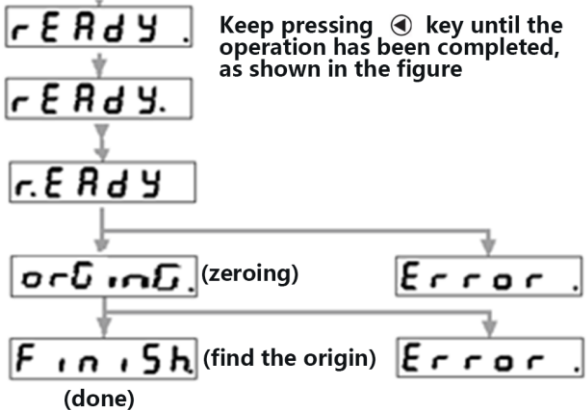 rEAdy .
Keep pressing ◀ key until the
operation has been completed,
as shown in the figure
rEAdy.
r.EAdy
orGinG. (zeroing)
Error .
FiniSh. (find the origin)
Error .
(done)